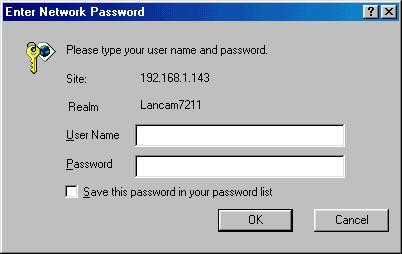 Enter Network Password
Please type your user name and password.
Site: 192.168.1.143
Realm Lancam7211
User Name
Password
Save this password in your password list
OK Cancel